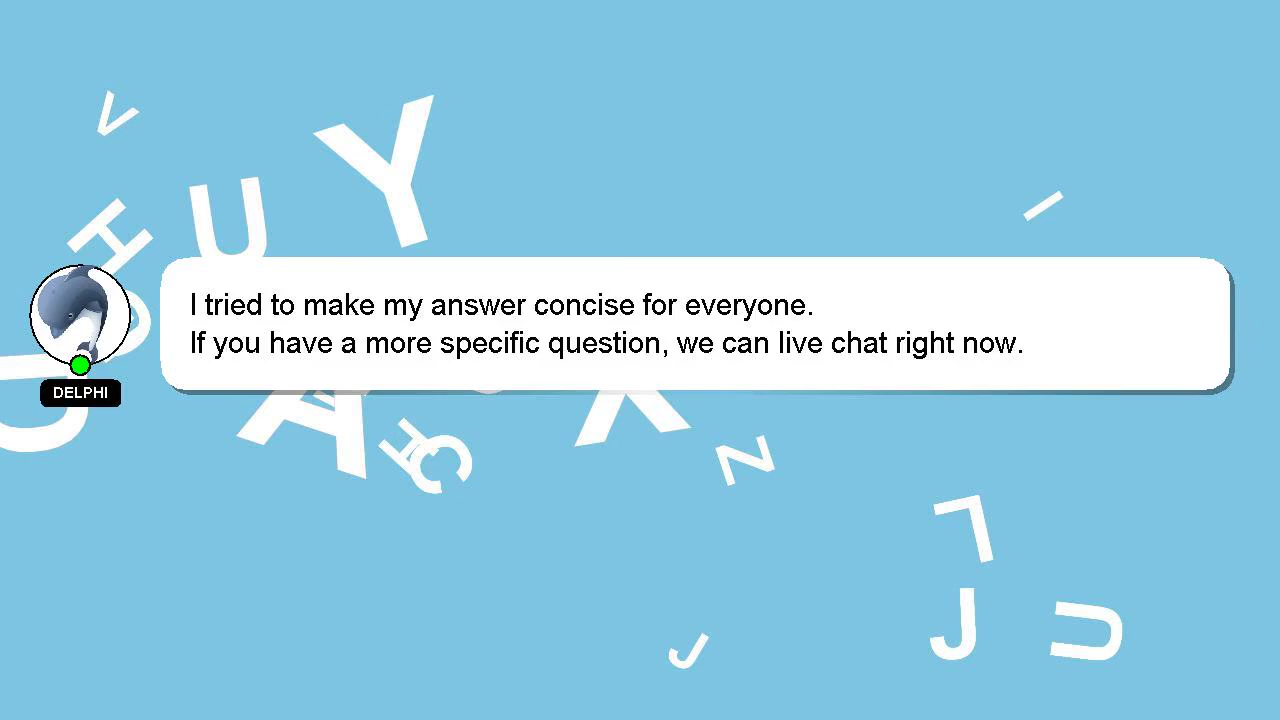 V
Y
U
H
I
I tried to make my answer concise for everyone.
If you have a more specific question, we can live chat right now.
DELPHI
A
X
H
C
N
L
J
U
J